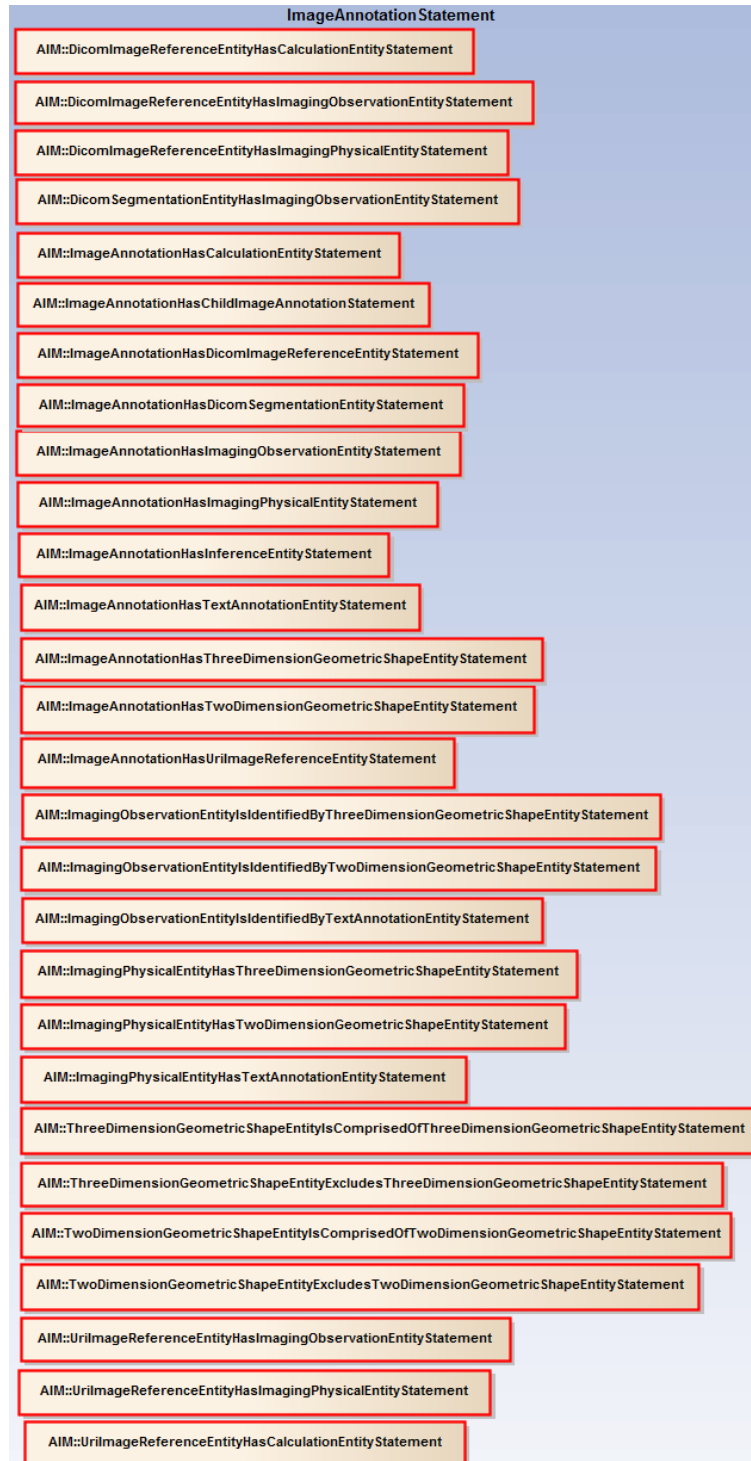 ImageAnnotationStatement
AIM::DicomImageReferenceEntityHasCalculationEntityStatement
AIM::DicomImageReferenceEntityHasImagingObservationEntityStatement
AIM::DicomImageReferenceEntityHasImagingPhysicalEntityStatement
AIM::DicomSegmentationEntityHasImagingObservationEntityStatement
AIM::ImageAnnotationHasCalculationEntityStatement
AIM::ImageAnnotationHasChildImageAnnotationStatement
AIM::ImageAnnotationHasDicomImageReferenceEntityStatement
AIM::ImageAnnotationHasDicomSegmentationEntityStatement
AIM::ImageAnnotationHasImagingObservationEntityStatement
AIM::ImageAnnotationHasImagingPhysicalEntityStatement
AIM::ImageAnnotationHasInferenceEntityStatement
AIM::ImageAnnotationHasTextAnnotationEntityStatement
AIM::ImageAnnotationHasThreeDimensionGeometricShapeEntityStatement
AIM::ImageAnnotationHasTwoDimensionGeometricShapeEntityStatement
AIM::ImageAnnotationHasUriImageReferenceEntityStatement
AIM::ImagingObservationEntityIsIdentifiedByThreeDimensionGeometricShapeEntityStatement
AIM::ImagingObservationEntityIsIdentifiedByTwoDimensionGeometricShapeEntityStatement
AIM::ImagingObservationEntityIsIdentifiedByTextAnnotationEntityStatement
AIM::ImagingPhysicalEntityHasThreeDimensionGeometricShapeEntityStatement
AIM::ImagingPhysicalEntityHasTwoDimensionGeometricShapeEntityStatement
AIM::ImagingPhysicalEntityHasTextAnnotationEntityStatement
AIM::ThreeDimensionGeometricShapeEntityIsComprisedOfThreeDimensionGeometricShapeEntityStatement
AIM::ThreeDimensionGeometricShapeEntityExcludesThreeDimensionGeometricShapeEntityStatement
AIM::TwoDimensionGeometricShapeEntityIsComprisedOfTwoDimensionGeometricShapeEntityStatement
AIM::TwoDimensionGeometricShapeEntityExcludesTwoDimensionGeometricShapeEntityStatement
AIM::UriImageReferenceEntityHasImagingObservationEntityStatement
AIM::UriImageReferenceEntityHasImagingPhysicalEntityStatement
AIM::UriImageReferenceEntityHasCalculationEntityStatement